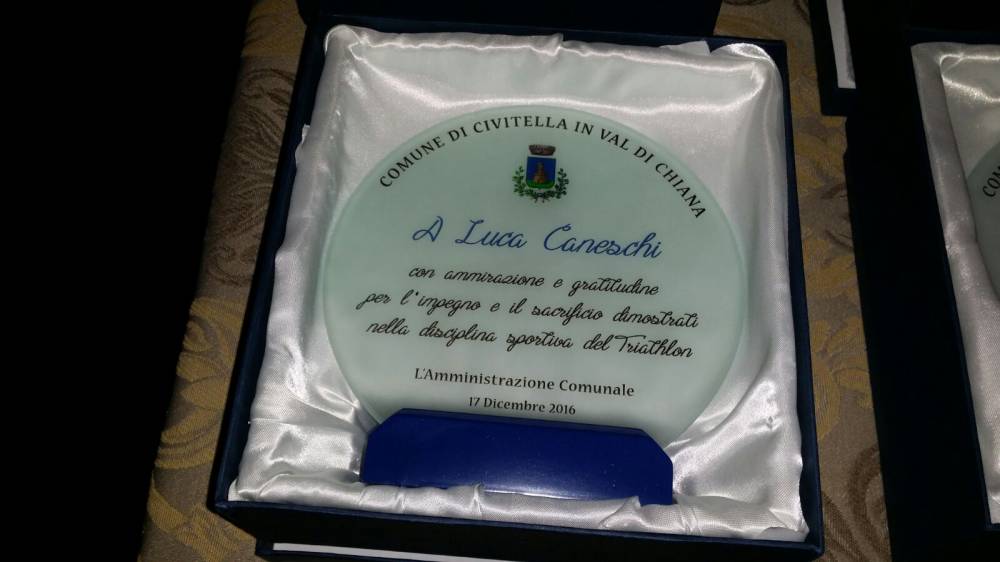 COMUNE DI CIVITELLA IN VAL DI CHIANA
A Luca Caneschi
con ammirazione e gratitudine
per l'impegno e il sacrificio dimostrati
nella disciplina sportiva del Triathlon
L'Amministrazione Comunale
17 Dicembre 2016